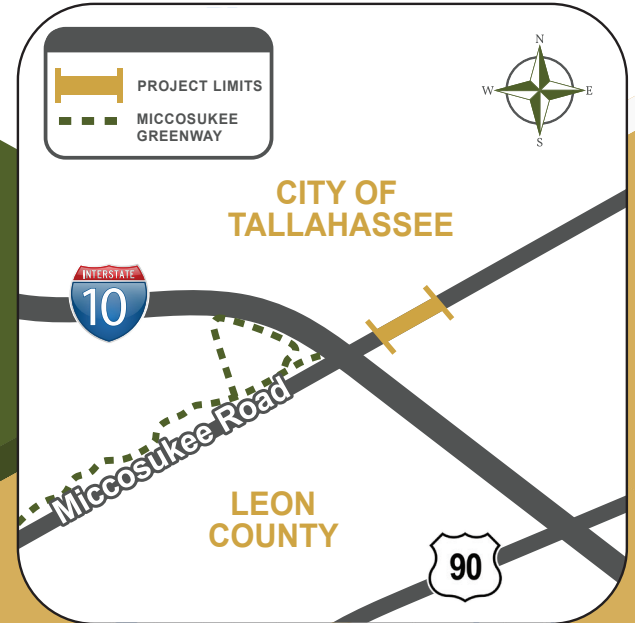 PROJECT LIMITS
MICCOSUKEE
GREENWAY
N
W
E
S
CITY OF
TALLAHASSEE
INTERSTATE
10
Miccosukee Road
LEON
COUNTY
90